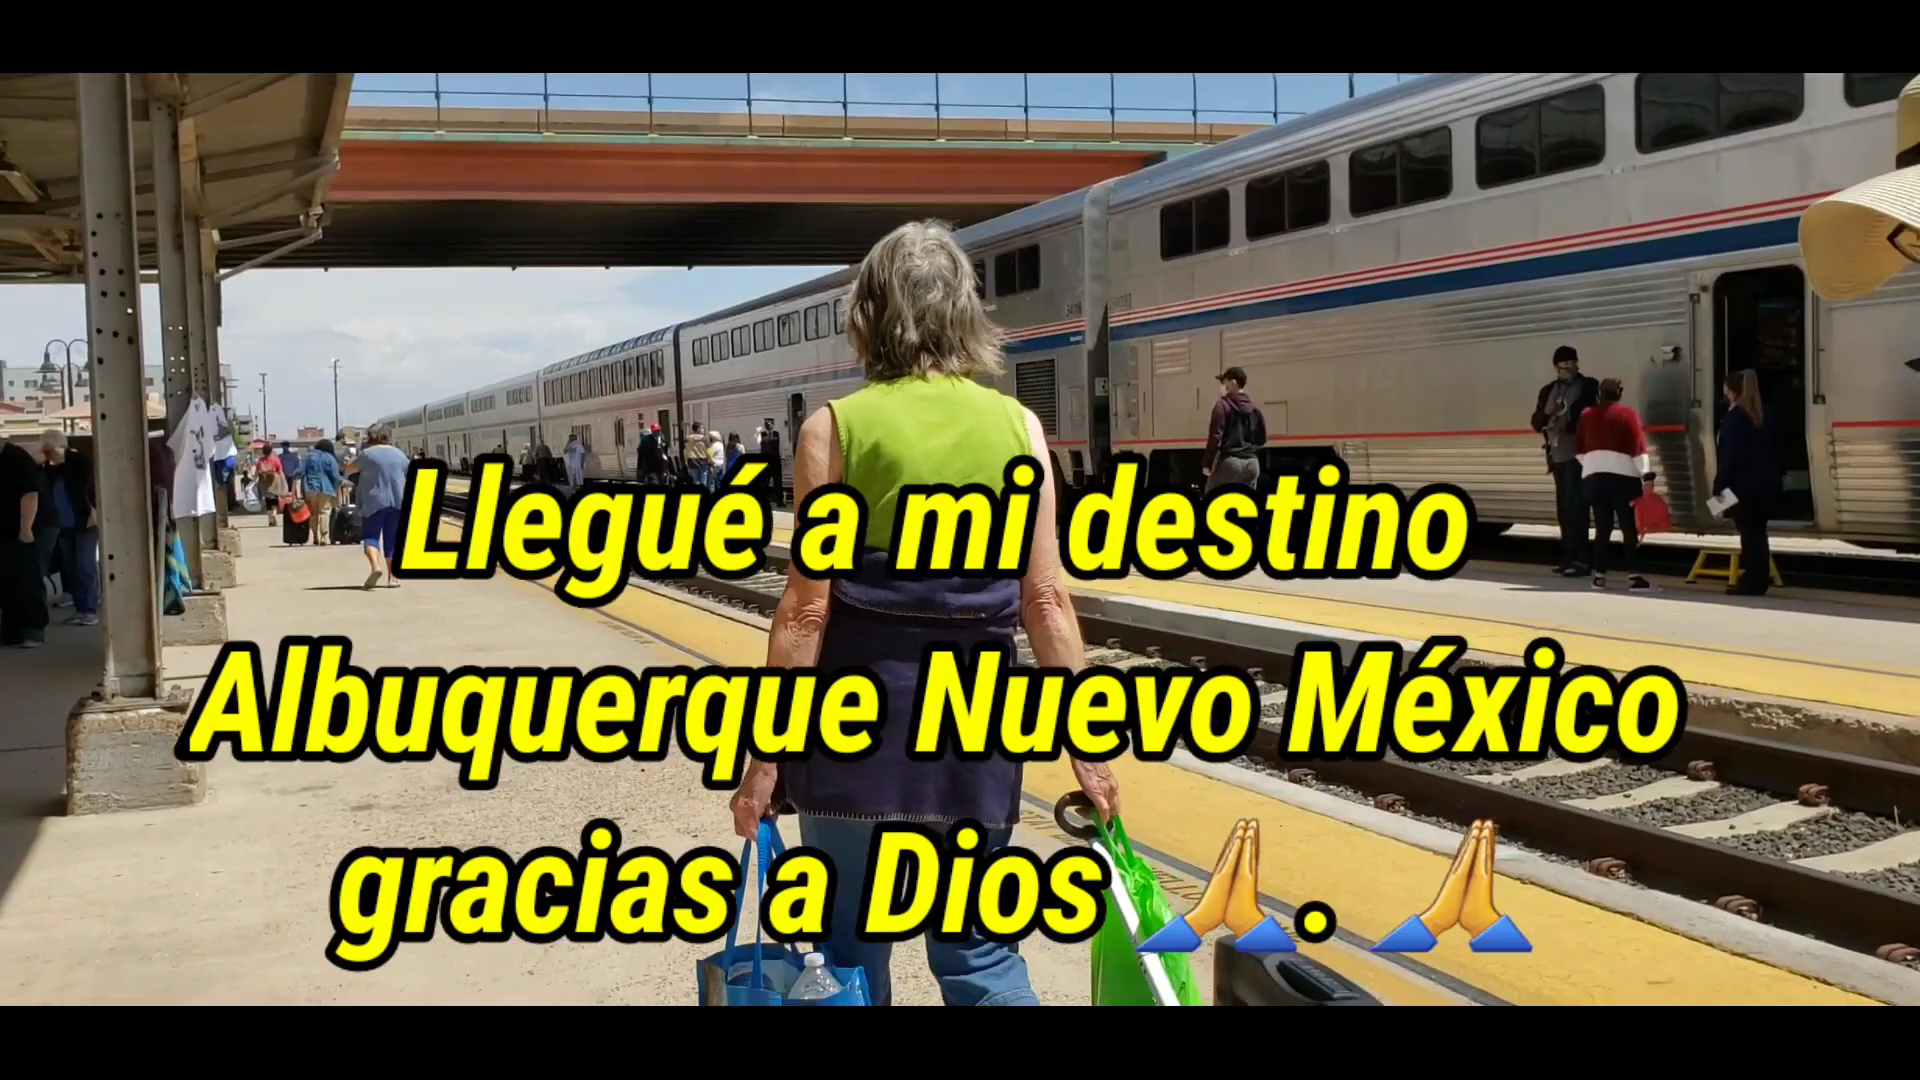 Llegué a mi destino
Albuquerque Nuevo México
gracias a Dios 🙏. 🙏